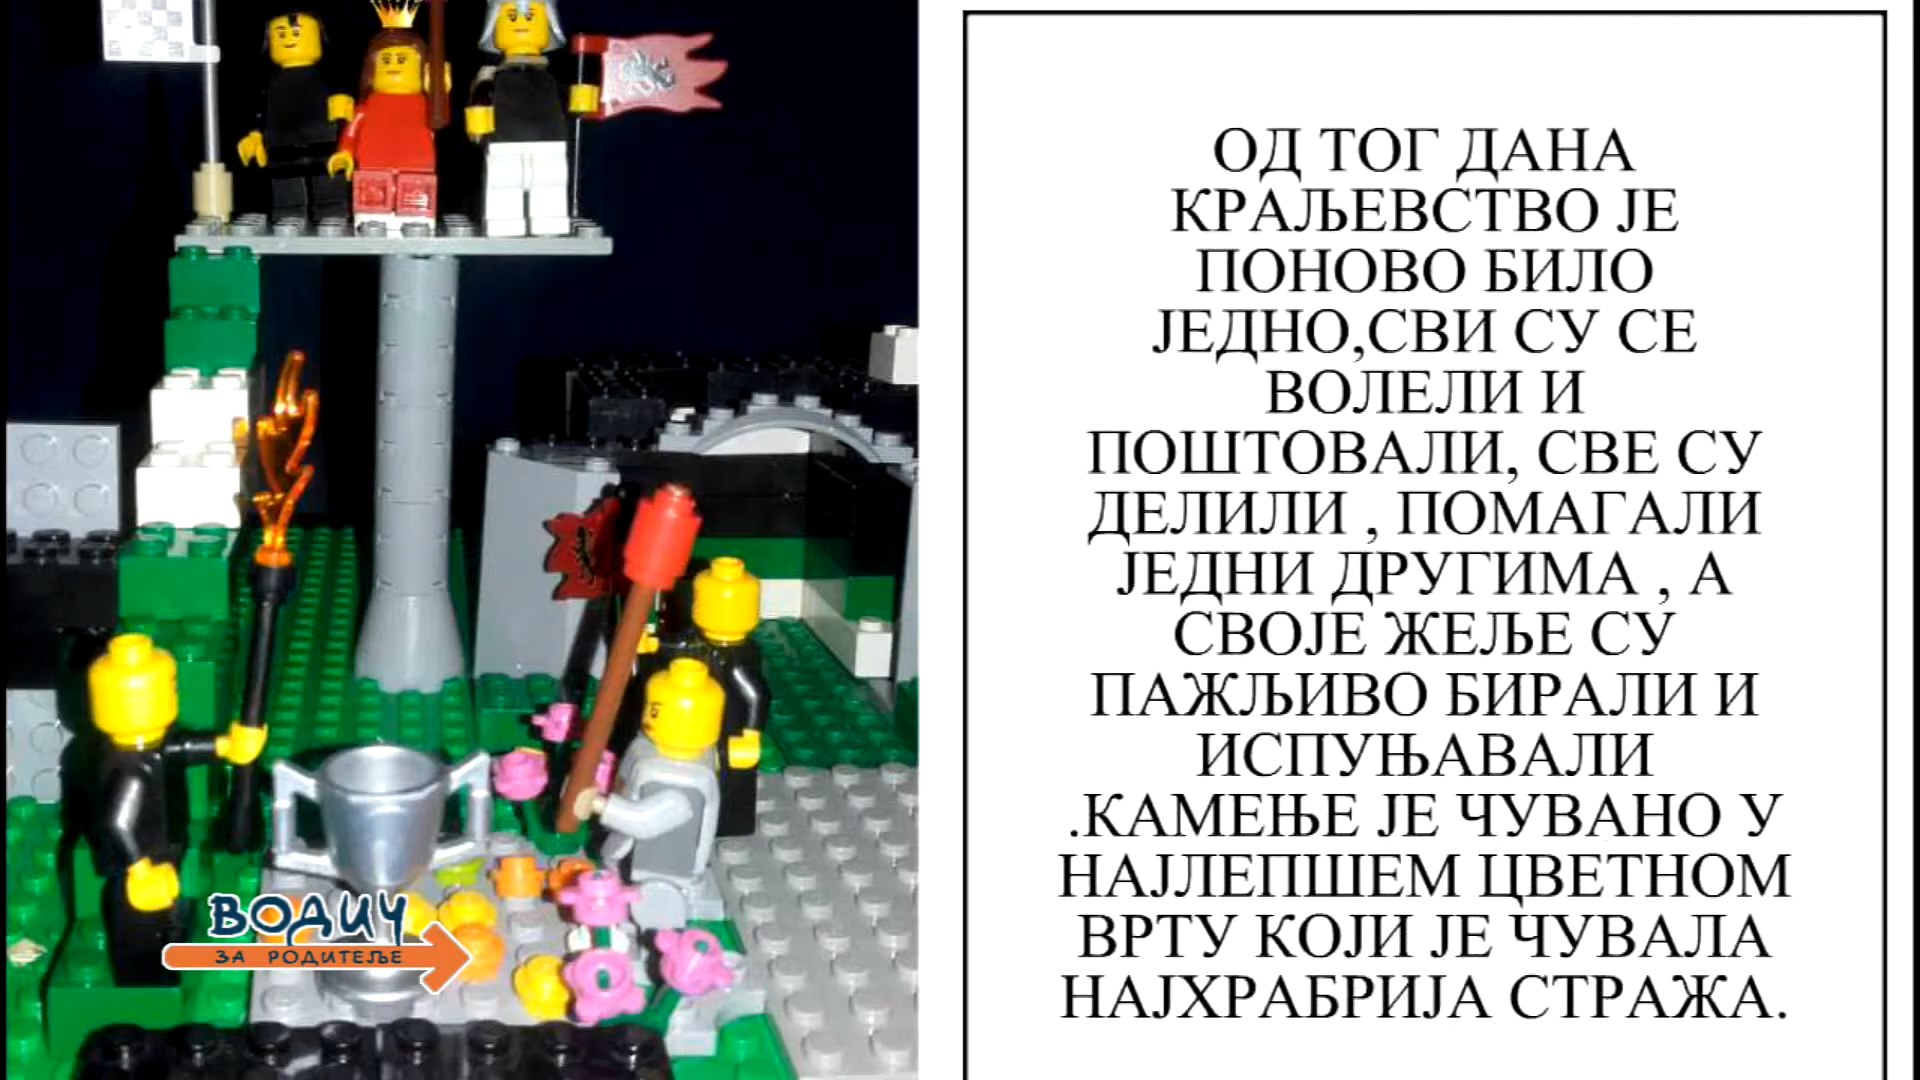 ОД ТОГ ДАНА
КРАЉЕВСТВО ЈЕ
ПОНОВО БИЛО
ЈЕДНО,СВИ СУ СЕ
ВОЛЕЛИ И
ПОШТОВАЛИ, СВЕ СУ
ДЕЛИЛИ , ПОМАГАЛИ
ЈЕДНИ ДРУГИМА , А
СВОЈЕ ЖЕЉЕ СУ
ПАЖЉИВО БИРАЛИ И
ИСПУЊАВАЛИ
.КАМЕЊЕ ЈЕ ЧУВАНО У
НАЈЛЕПШЕМ ЦВЕТНОМ
ВРТУ КОЈИ ЈЕ ЧУВАЛА
НАЈХРАБРИЈА СТРАЖА.
ВОДИЧ
ЗА РОДИТЕЉЕ